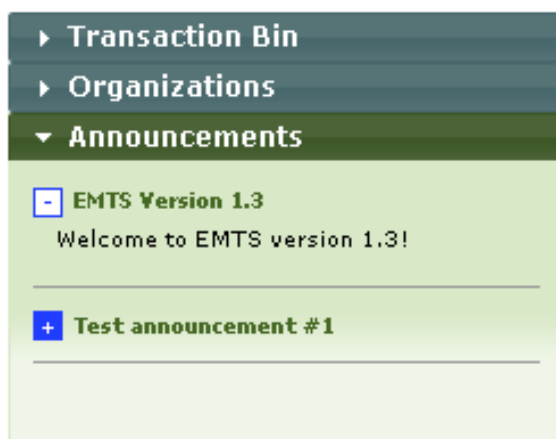 Transaction Bin
Organizations
Announcements
- EMTS Version 1.3
Welcome to EMTS version 1.3!
+ Test announcement #1